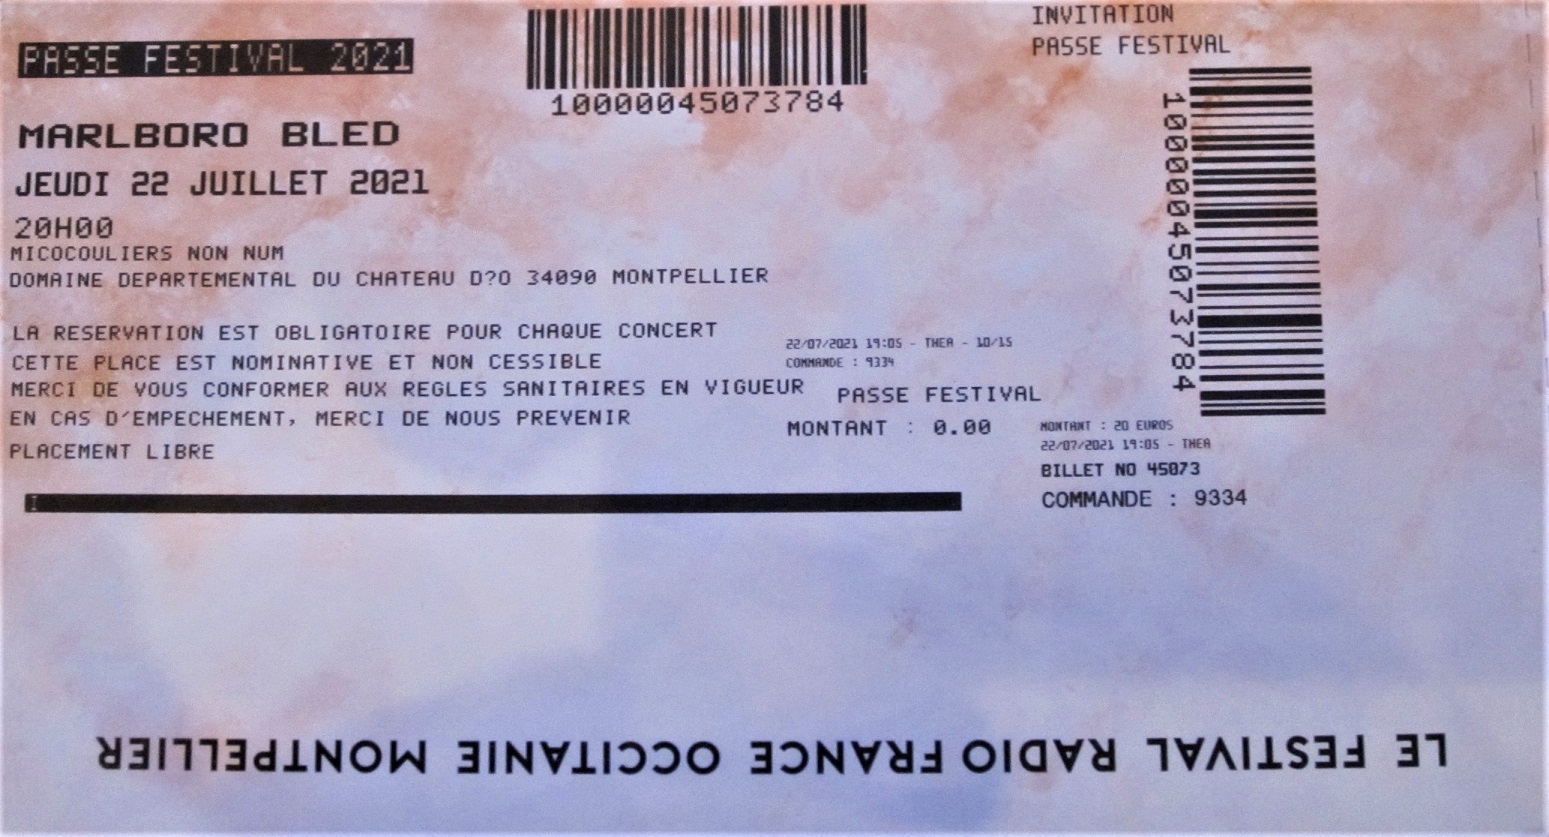 PASSE FESTIVAL 2021
10000045073784
MARLBORO BLED
JEUDI 22 JUILLET 2021
20H00
MICOCOULIERS NON NUM
DOMAINE DEPARTEMENTAL DU CHATEAU D?O 34090 MONTPELLIER
LA RESERVATION EST OBLIGATOIRE POUR CHAQUE CONCERT
CETTE PLACE EST NOMINATIVE ET NON CESSIBLE
MERCI DE VOUS CONFORMER AUX REGLES SANITAIRES EN VIGUEUR
EN CAS D'EMPECHEMENT, MERCI DE NOUS PREVENIR
PLACEMENT LIBRE
22/07/2021 19:05 - THEA - 10/15
COMMANDE : 9334
PASSE FESTIVAL
MONTANT : 0.00
INVITATION
PASSE FESTIVAL
10000045073784
MONTANT : 20 EUROS
22/07/2021 19:05 - THEA
BILLET NO 45073
COMMANDE : 9334
LE FESTIVAL RADIO FRANCE OCCITANIE MONTPELLIER